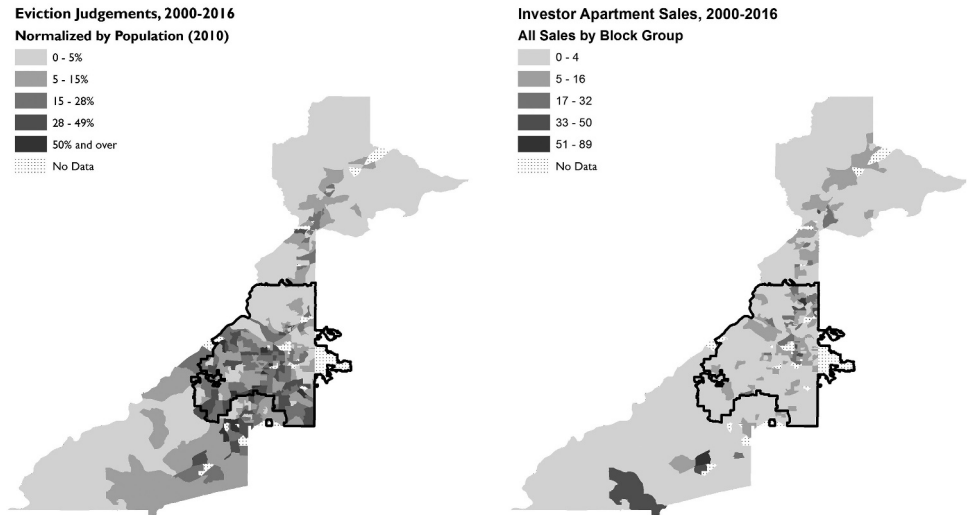 Eviction Judgements, 2000-2016
Normalized by Population (2010)
0 - 5%
5 - 15%
15 - 28%
28 - 49%
50% and over
No Data
Investor Apartment Sales, 2000-2016
All Sales by Block Group
0 - 4
5 - 16
17 - 32
33 - 50
51 - 89
No Data